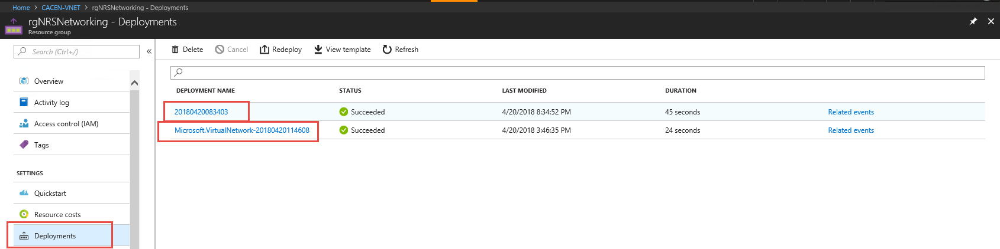 Home > CACEN-VNET > rgNRSNetworking - Deployments
rgNRSNetworking - Deployments
Resource group
Search (Ctrl+/)
«
Overview
Activity log
Access control (IAM)
Tags
SETTINGS
Quickstart
Resource costs
Deployments
Delete Cancel Redeploy View template Refresh
DEPLOYMENT NAME STATUS LAST MODIFIED DURATION
20180420083403 Succeeded 4/20/2018 8:34:52 PM 45 seconds Related events
Microsoft.VirtualNetwork-20180420114608 Succeeded 4/20/2018 3:46:35 PM 24 seconds Related events